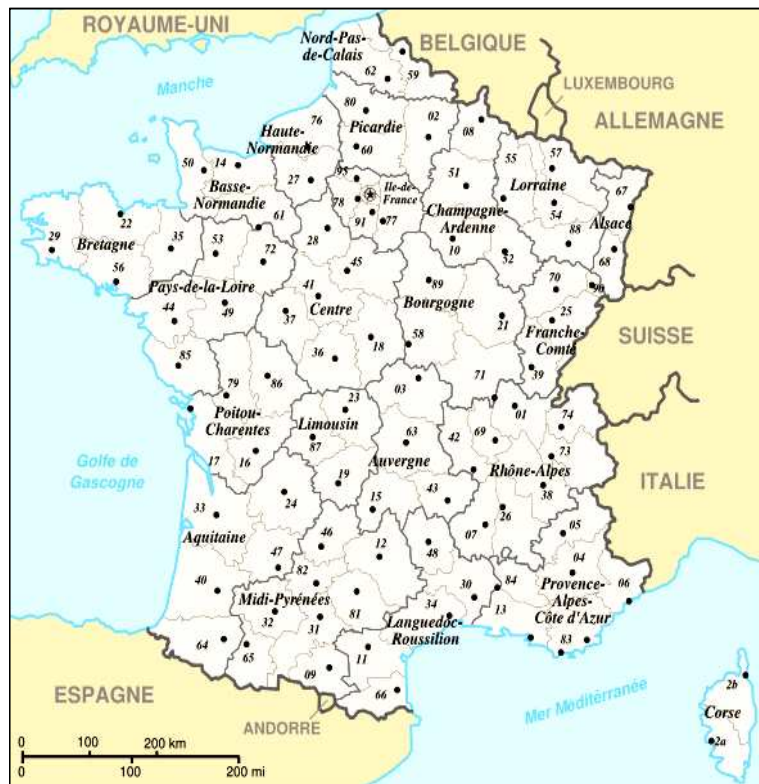 ROYAUME-UNI
BELGIQUE
LUXEMBOURG
ALLEMAGNE
Manche
Nord-Pas-
de-Calais
62
59
80
02
08
Picardie
60
76
Haute-
Normandie
27
50
14
Basse-
Normandie
61
95
78
Ile-de-
France
91
77
51
55
57
Lorraine
54
67
Alsace
Champagne-
Ardenne
10
52
88
68
29
22
Bretagne
35
56
53
72
28
45
Pays-de-la-Loire
44
49
41
Centre
37
89
Bourgogne
21
70
90
25
Franche-
Comté
39
SUISSE
85
79
86
36
18
58
71
03
Poitou-
Charentes
17
16
23
Limousin
87
19
63
Auvergne
15
43
42
69
01
74
73
Rhône-Alpes
38
26
07
ITALIE
Golfe de
Gascogne
33
24
Aquitaine
47
40
64
46
82
12
Midi-Pyrénées
32
31
81
65
09
48
30
34
Languedoc-
Roussilion
11
66
05
04
84
13
06
Provence-
Alpes-
Côte d'Azur
83
ESPAGNE
ANDORRE
Mer Méditérranée
2b
Corse
2a
0 100 200 km
0 100 200 mi